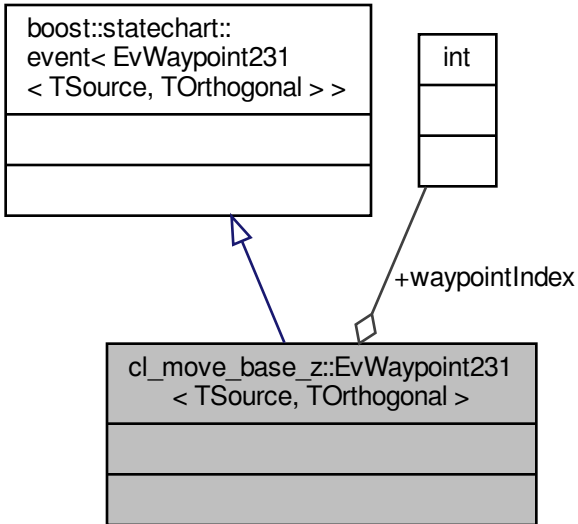 boost::statechart::
event< EvWaypoint231
< TSource, TOrthogonal > >
int
+waypointIndex
cl_move_base_z::EvWaypoint231
< TSource, TOrthogonal >